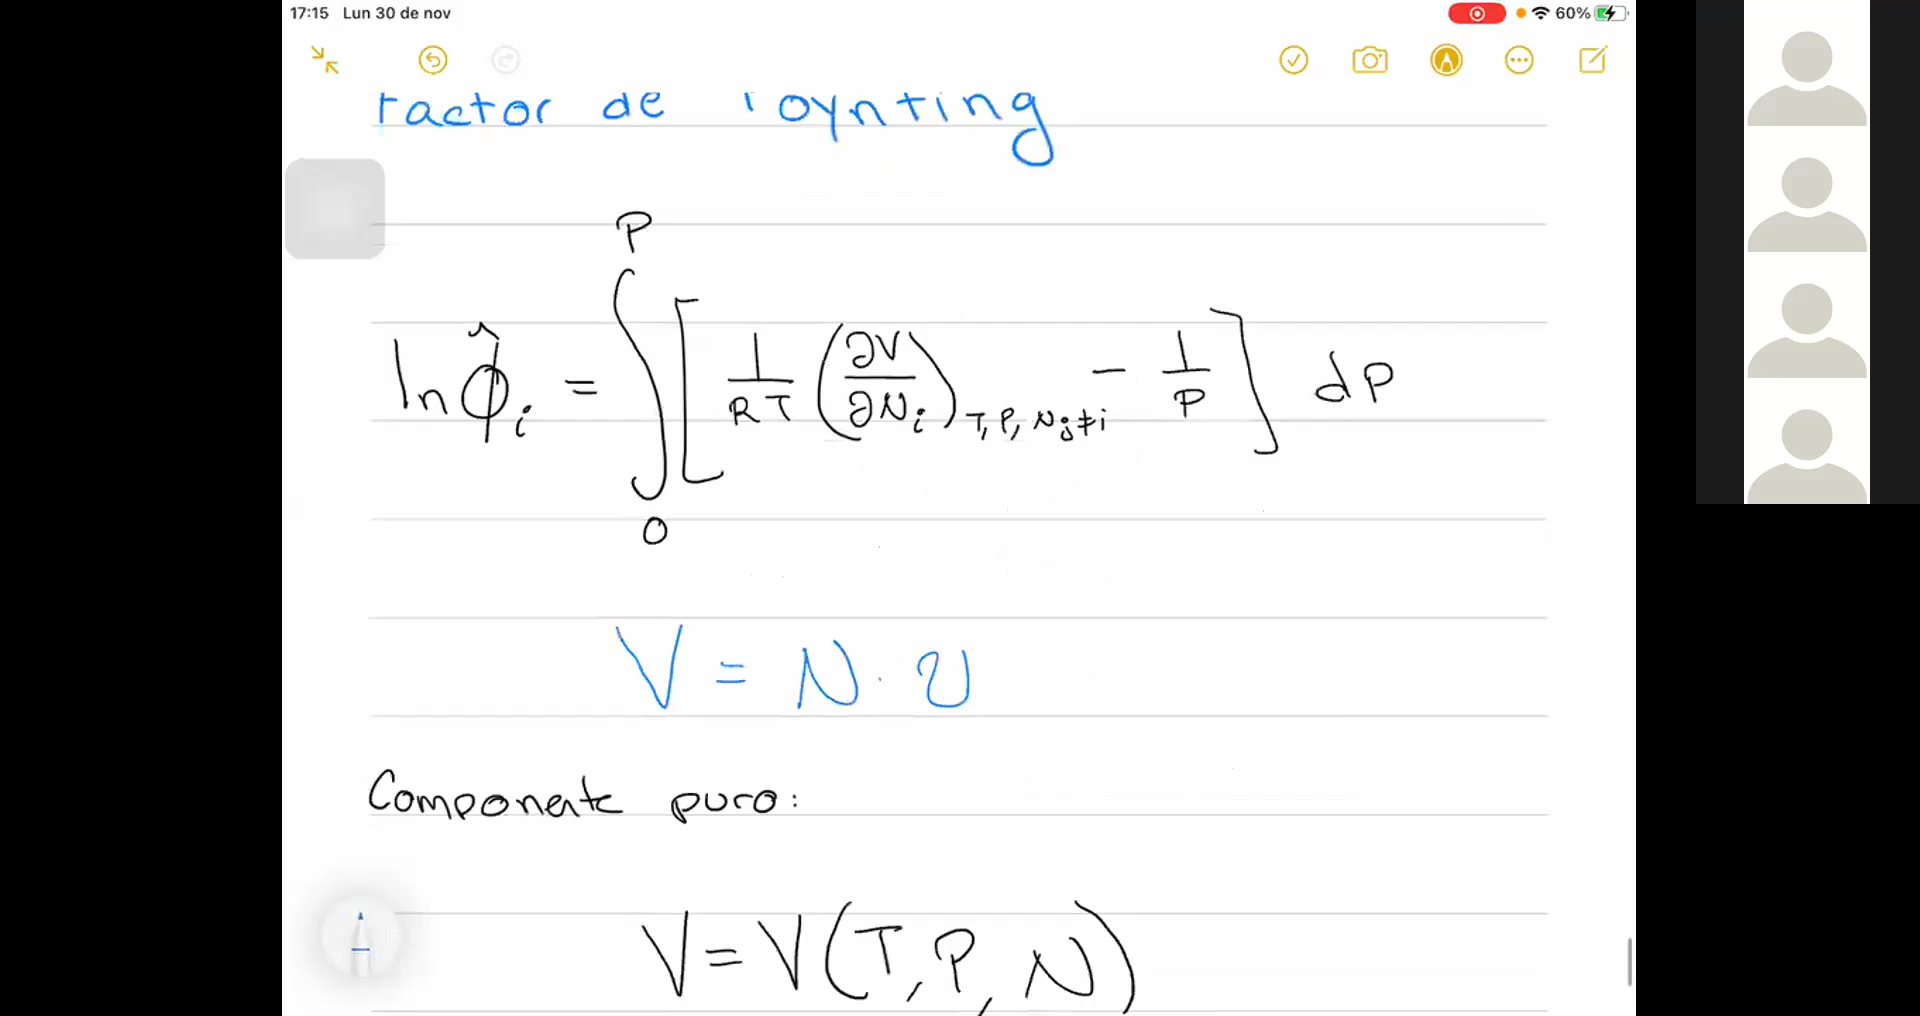 17:15 Lun 30 de nov 60%
Factor de Poynting
ln φ̂ᵢ = ∫₀ᴾ [ 1/RT (∂V/∂Nᵢ)T, P, Nj≠i - 1/P ] dP
V = N · v
Componente puro:
V = V(T, P, N)